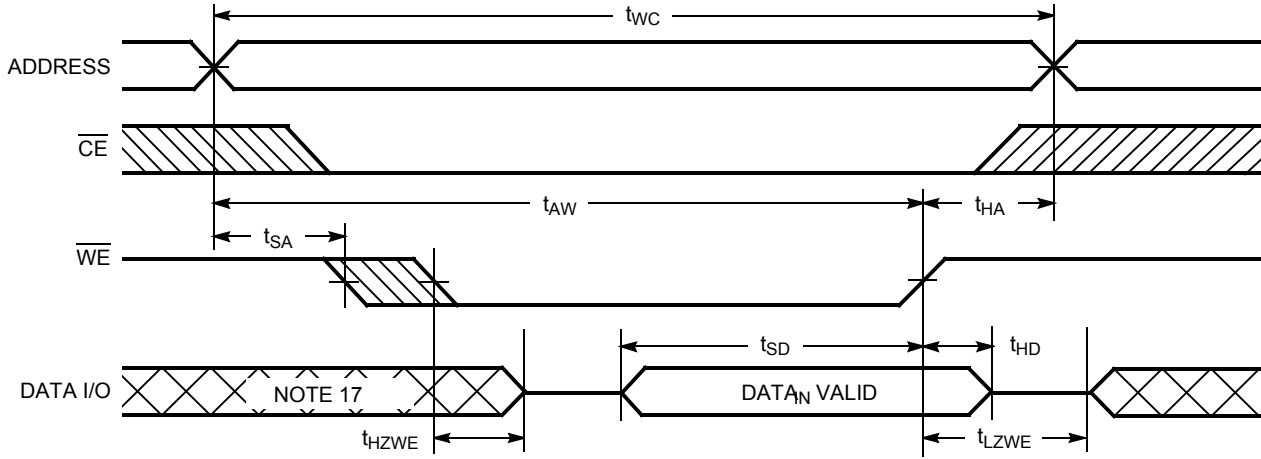 tWC
ADDRESS
CE
tAW
tHA
tSA
WE
tSD
tHD
DATA I/O
NOTE 17
DATAIN VALID
tHZWE
tLZWE